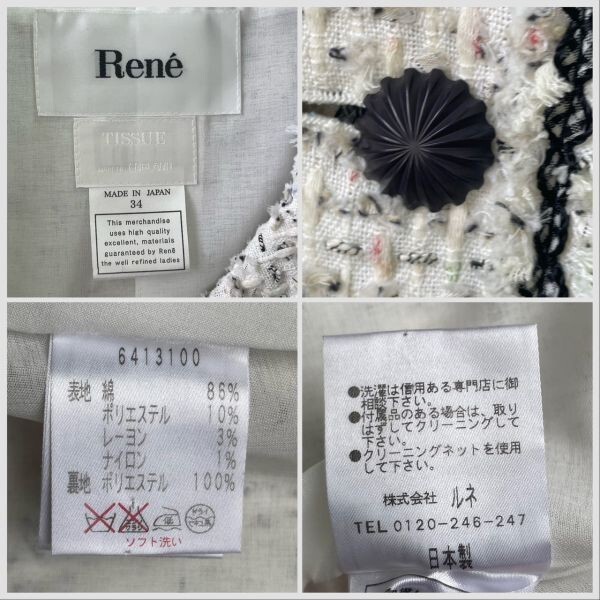 René
TISSUE
MADE IN JAPAN
34
This merchandise
uses high quality
excellent, materials
guaranteed by René
the well refined ladies
6413100
表地 綿 86%
ポリエステル 10%
レーヨン 3%
ナイロン 1%
裏地 ポリエステル 100%
ソフト洗い
●洗濯は信用ある専門店に御
相談下さい。
●付属品のある場合は、取り
はずしてクリーニングして
下さい。
●クリーニングネットを使用
して下さい。
株式会社 ルネ
TEL 0120-246-247
日本製